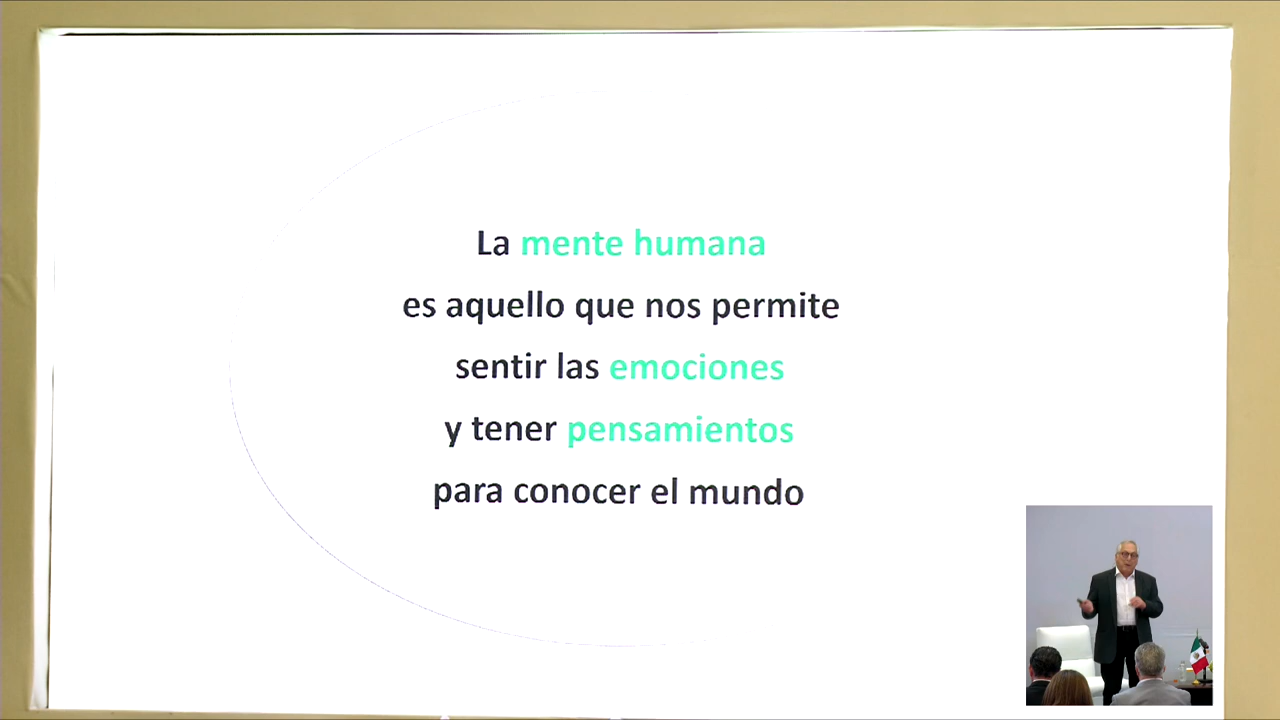 La mente humana
es aquello que nos permite
sentir las emociones
y tener pensamientos
para conocer el mundo